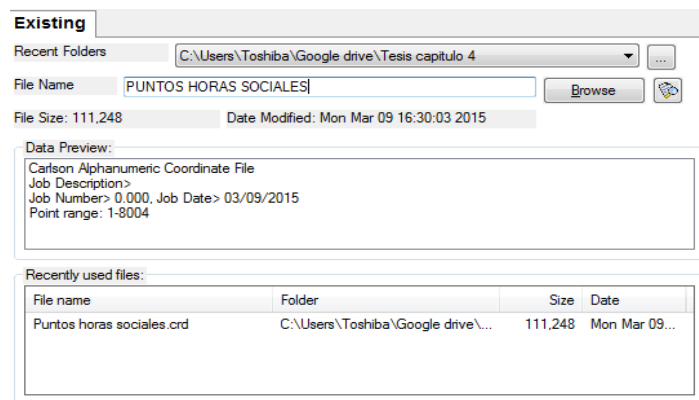 Existing
Recent Folders C:\Users\Toshiba\Google drive\Tesis capitulo 4 ...
File Name PUNTOS HORAS SOCIALES Browse
File Size: 111,248 Date Modified: Mon Mar 09 16:30:03 2015
Data Preview:
Carlson Alphanumeric Coordinate File
Job Description>
Job Number> 0.000, Job Date> 03/09/2015
Point range: 1-8004
Recently used files:
File name Folder Size Date
Puntos horas sociales.crd C:\Users\Toshiba\Google drive\... 111,248 Mon Mar 09...